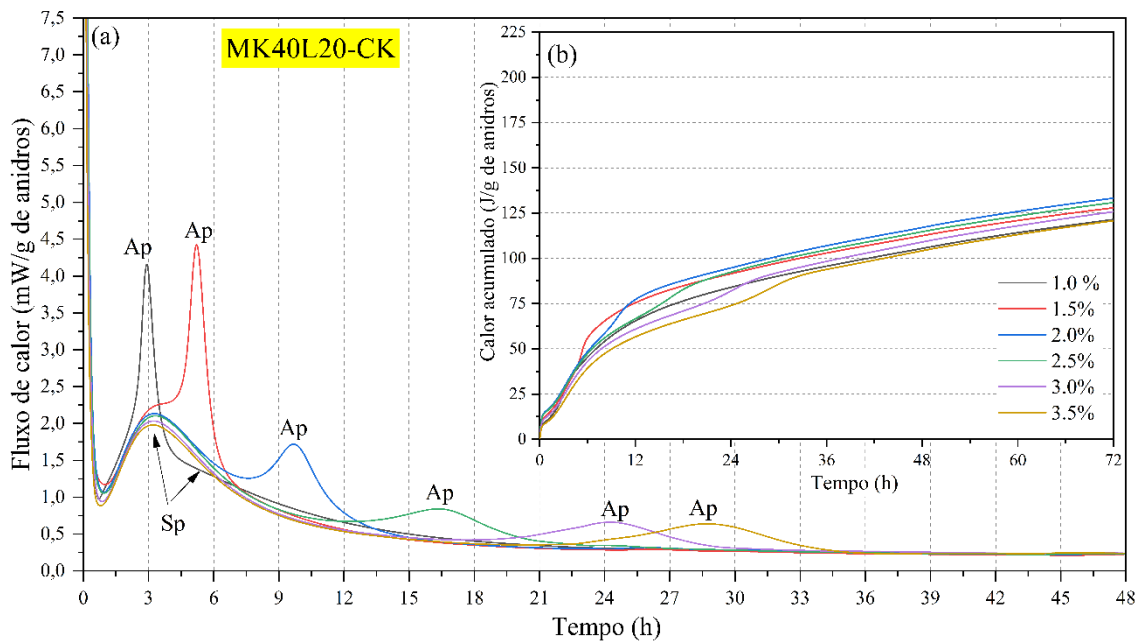 (a)
MK40L20-CK
(b)
Fluxo de calor (mW/g de anidros)
7,5
7,0
6,5
6,0
5,5
5,0
4,5
4,0
3,5
3,0
2,5
2,0
1,5
1,0
0,5
0,0
Ap
Ap
Ap
Ap
Ap
Ap
Sp
0 3 6 9 12 15 18 21 24 27 30 33 36 39 42 45 48
Tempo (h)
Calor acumulado (J/g de anidros)
225
200
175
150
125
100
75
50
25
0
1.0 %
1.5%
2.0%
2.5%
3.0%
3.5%
0 12 24 36 48 60 72
Tempo (h)